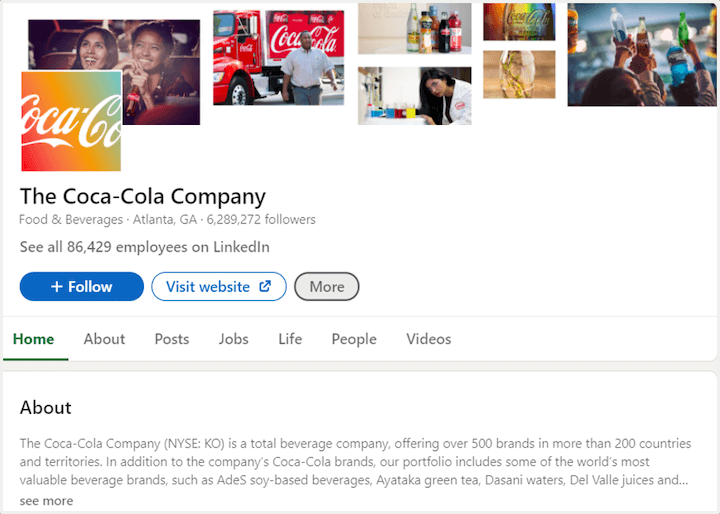 Coca-Cola
Coca-Co
The Coca-Cola Company
Food & Beverages · Atlanta, GA · 6,289,272 followers
See all 86,429 employees on LinkedIn
+ Follow
Visit website
More
Home About Posts Jobs Life People Videos
About
The Coca-Cola Company (NYSE: KO) is a total beverage company, offering over 500 brands in more than 200 countries
and territories. In addition to the company's Coca-Cola brands, our portfolio includes some of the world's most
valuable beverage brands, such as AdeS soy-based beverages, Ayataka green tea, Dasani waters, Del Valle juices and...
see more